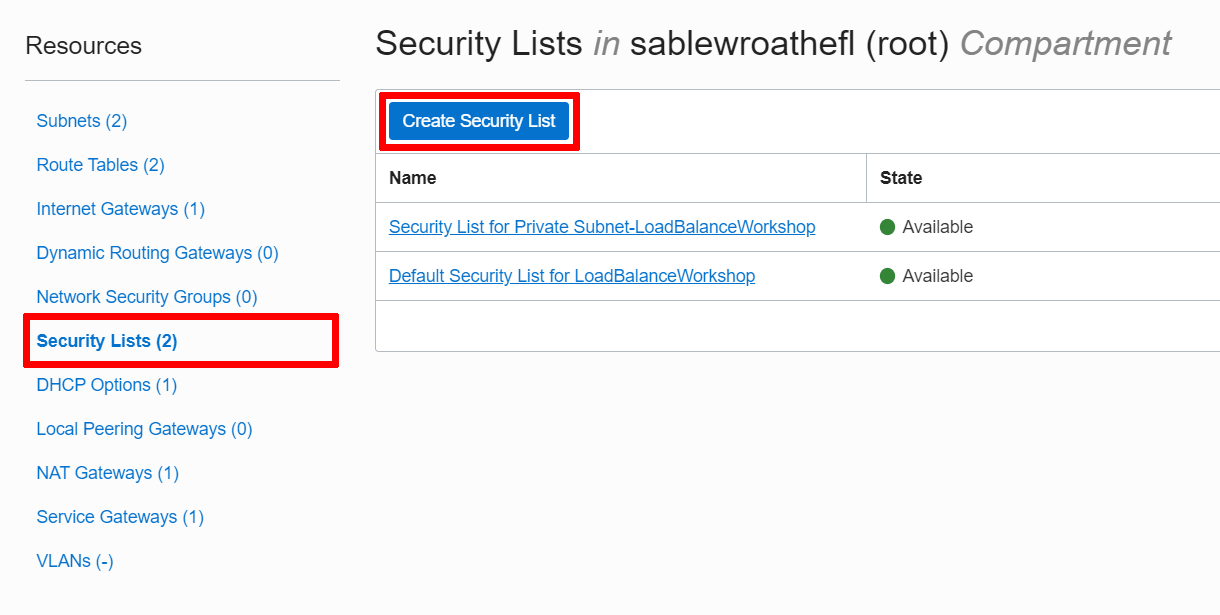 Resources
Subnets (2)
Route Tables (2)
Internet Gateways (1)
Dynamic Routing Gateways (0)
Network Security Groups (0)
Security Lists (2)
DHCP Options (1)
Local Peering Gateways (0)
NAT Gateways (1)
Service Gateways (1)
VLANs (-)
Security Lists in sablewroathefl (root) Compartment
Create Security List
Name State
Security List for Private Subnet-LoadBalanceWorkshop Available
Default Security List for LoadBalanceWorkshop Available